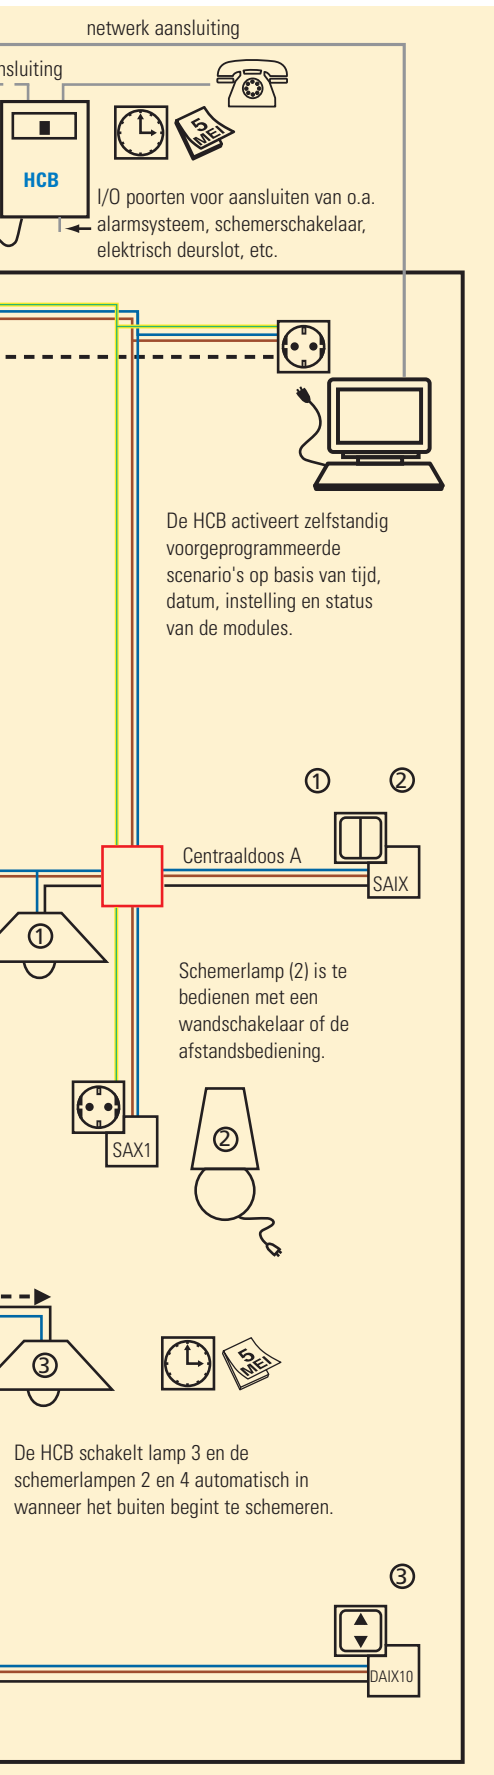 netwerk aansluiting
nsluiting
5
MEI
HCB
I/O poorten voor aansluiten van o.a.
alarmsysteem, schemerschakelaar,
elektrisch deurslot, etc.
De HCB activeert zelfstandig
voorgeprogrammeerde
scenario's op basis van tijd,
datum, instelling en status
van de modules.
1 2
Centraaldoos A
SAIX
1
Schemerlamp (2) is te
bedienen met een
wandschakelaar of de
afstandsbediening.
2
SAX1
3
5
MEI
De HCB schakelt lamp 3 en de
schemerlampen 2 en 4 automatisch in
wanneer het buiten begint te schemeren.
3
DAIX10